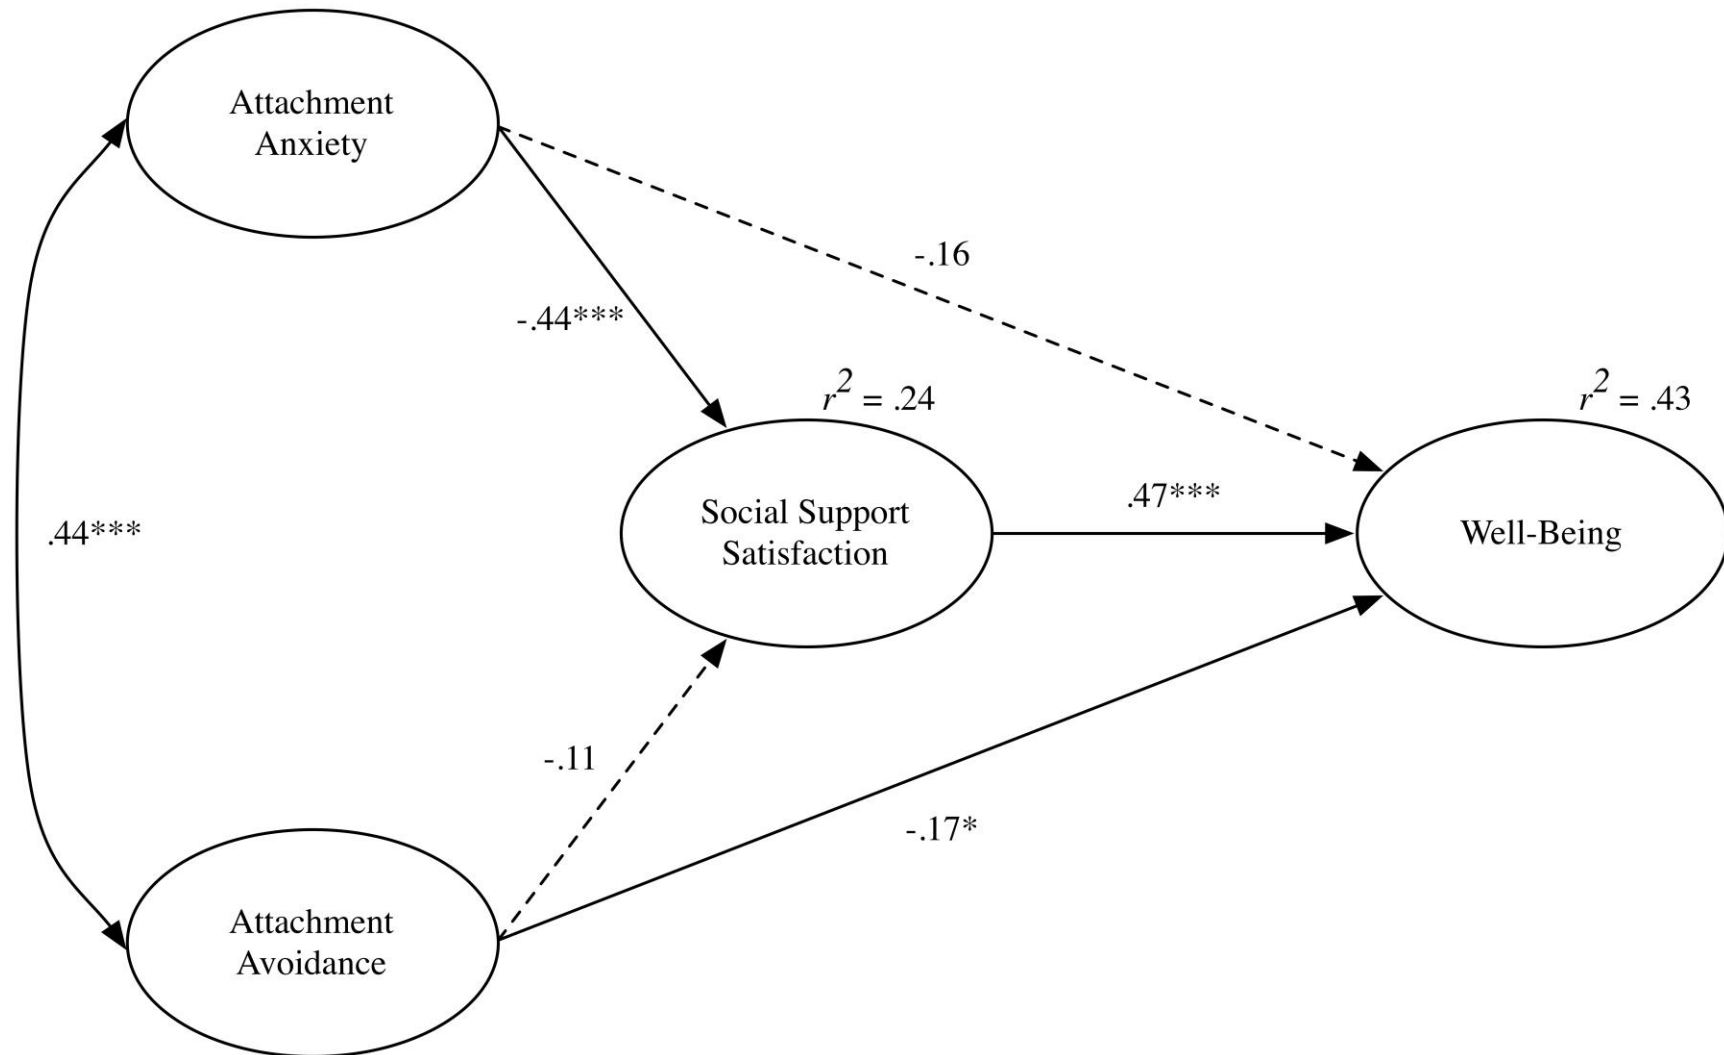 Attachment
Anxiety
-.16
-.44***
r² = .24
r² = .43
.47***
Social Support
Satisfaction
Well-Being
.44***
-.11
-.17*
Attachment
Avoidance